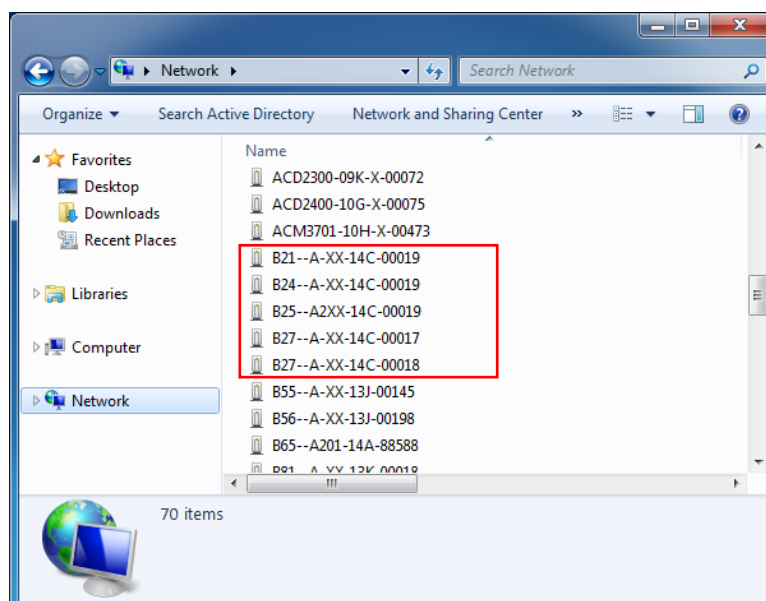 Network
Search Network
Organize
Search Active Directory
Network and Sharing Center
»
Favorites
Desktop
Downloads
Recent Places
Libraries
Computer
Network
Name
ACD2300-09K-X-00072
ACD2400-10G-X-00075
ACM3701-10H-X-00473
B21--A-XX-14C-00019
B24--A-XX-14C-00019
B25--A2XX-14C-00019
B27--A-XX-14C-00017
B27--A-XX-14C-00018
B55--A-XX-13J-00145
B56--A-XX-13J-00198
B65--A201-14A-88588
70 items